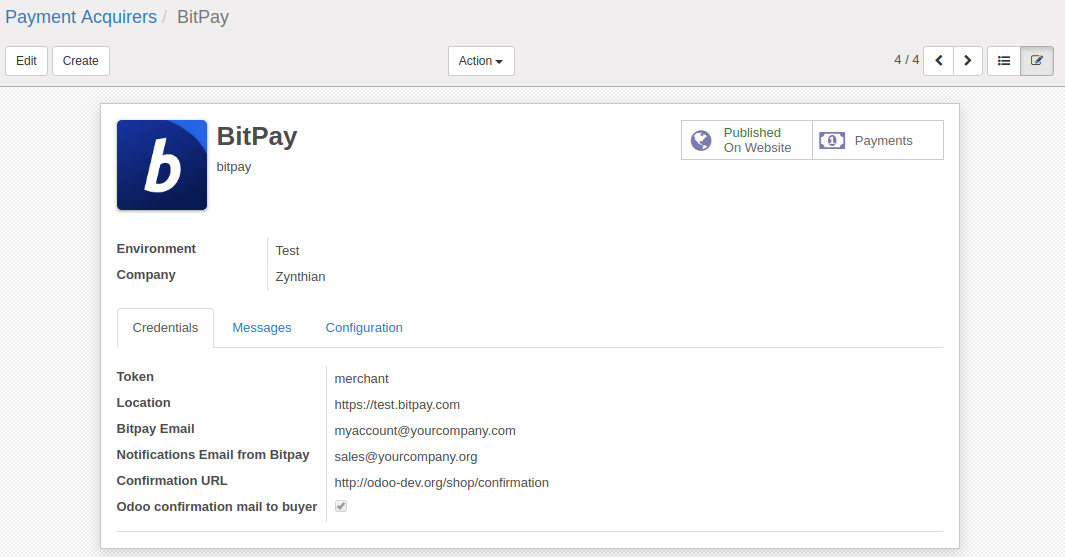 Payment Acquirers / BitPay
Edit Create Action 4 / 4
b
BitPay
bitpay
Published
On Website
1
Payments
Environment Test
Company Zynthian
Credentials Messages Configuration
Token merchant
Location https://test.bitpay.com
Bitpay Email myaccount@yourcompany.com
Notifications Email from Bitpay sales@yourcompany.org
Confirmation URL http://odoo-dev.org/shop/confirmation
Odoo confirmation mail to buyer